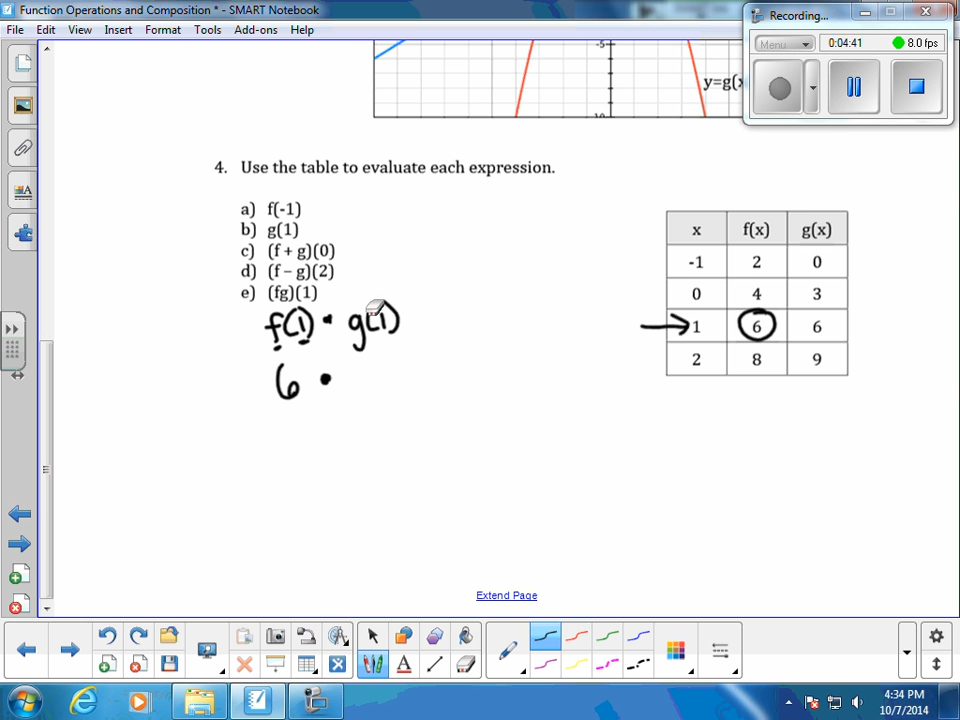 Function Operations and Composition * - SMART Notebook
File Edit View Insert Format Tools Add-ons Help
Recording...
Menu 0:04:41 8.0 fps
-5
y=g(x
10
4. Use the table to evaluate each expression.
a) f(-1)
b) g(1)
c) (f + g)(0)
d) (f – g)(2)
e) (fg)(1)
f(1) • g(1)
6 •
x f(x) g(x)
-1 2 0
0 4 3
1 6 6
2 8 9
Extend Page
A
4:34 PM
10/7/2014